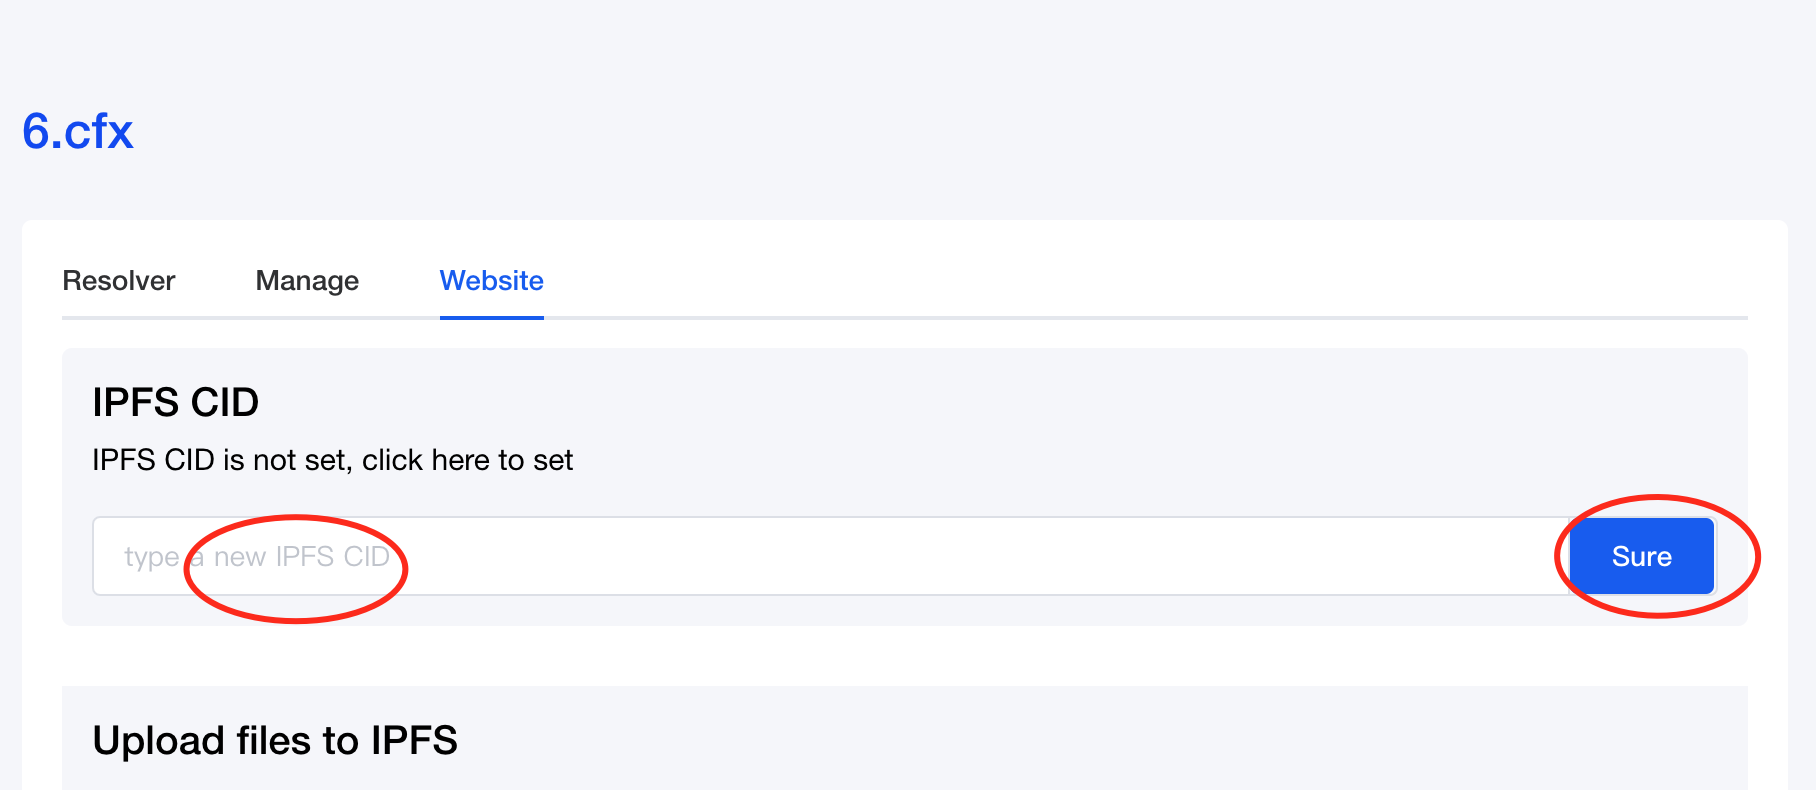 6.cfx
Resolver Manage Website
IPFS CID
IPFS CID is not set, click here to set
type a new IPFS CID Sure
Upload files to IPFS